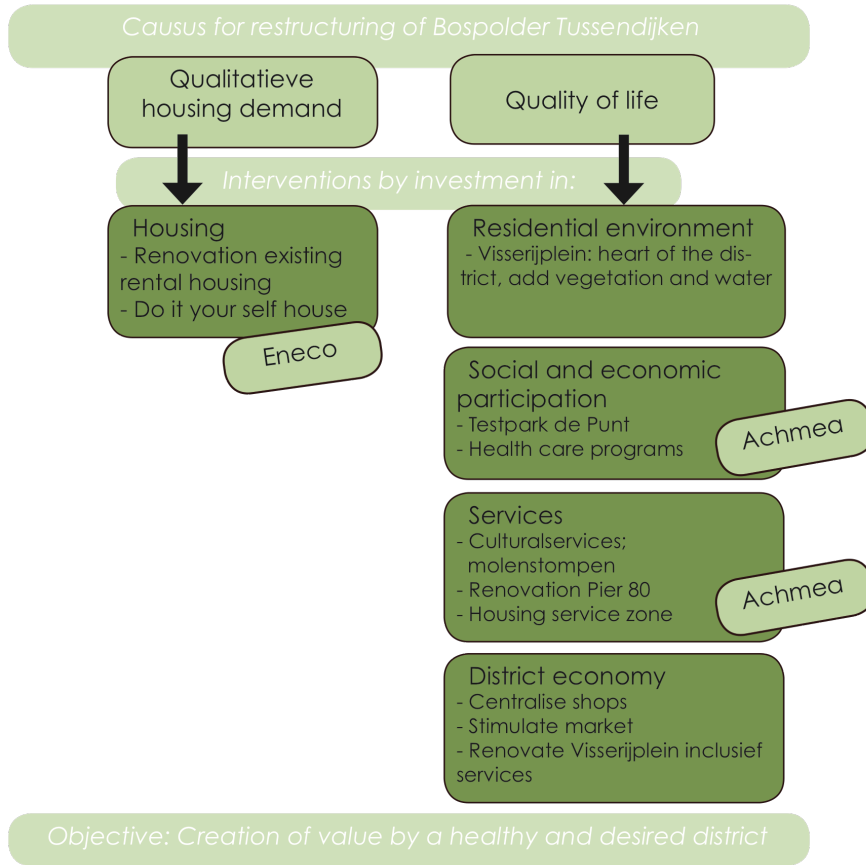 Causus for restructuring of Bospolder Tussendijken
Qualitatieve
housing demand
Quality of life
Interventions by investment in:
Housing
- Renovation existing
rental housing
- Do it your self house
Eneco
Residential environment
- Visserijplein: heart of the dis-
trict, add vegetation and water
Social and economic
participation
- Testpark de Punt
- Health care programs
Achmea
Services
- Culturalservices;
molenstompen
- Renovation Pier 80
- Housing service zone
Achmea
District economy
- Centralise shops
- Stimulate market
- Renovate Visserijplein inclusief
services
Objective: Creation of value by a healthy and desired district